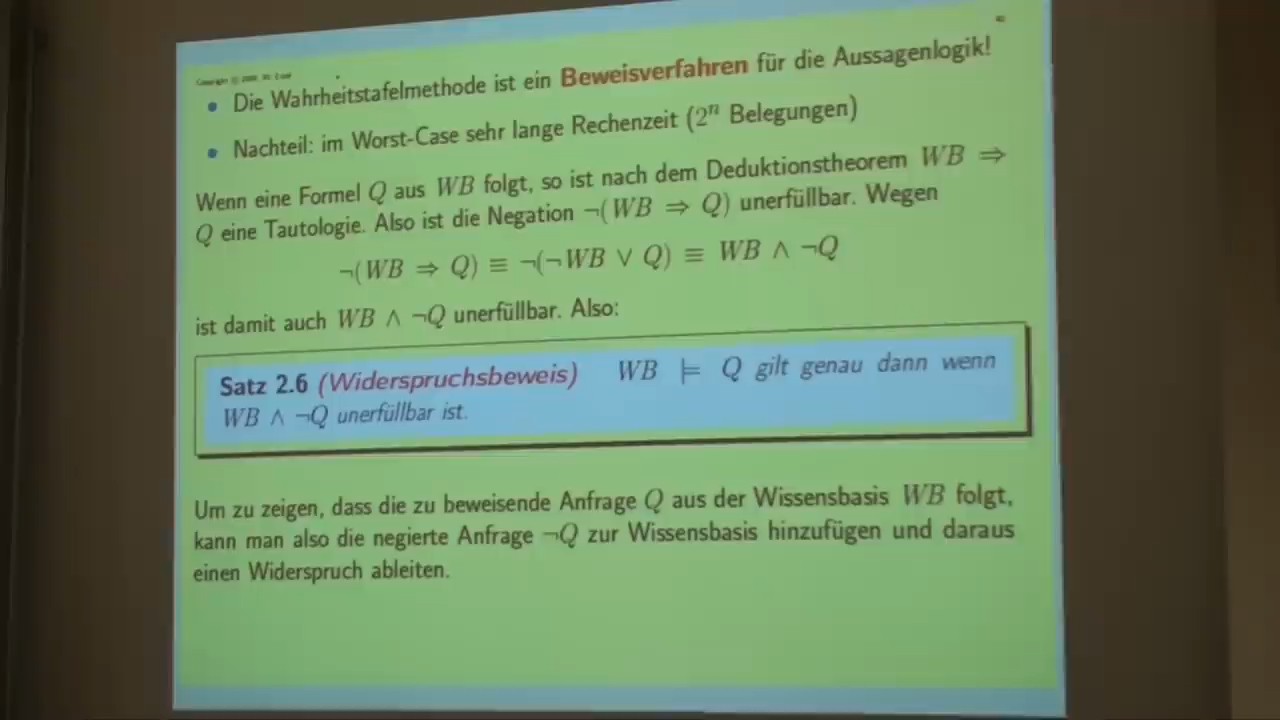 • Die Wahrheitstafelmethode ist ein Beweisverfahren für die Aussagenlogik!
• Nachteil: im Worst-Case sehr lange Rechenzeit (2ⁿ Belegungen)
Wenn eine Formel Q aus WB folgt, so ist nach dem Deduktionstheorem WB ⇒
Q eine Tautologie. Also ist die Negation ¬(WB ⇒ Q) unerfüllbar. Wegen
¬(WB ⇒ Q) ≡ ¬(¬WB ∨ Q) ≡ WB ∧ ¬Q
ist damit auch WB ∧ ¬Q unerfüllbar. Also:
Satz 2.6 (Widerspruchsbeweis) WB ⊨ Q gilt genau dann wenn
WB ∧ ¬Q unerfüllbar ist.
Um zu zeigen, dass die zu beweisende Anfrage Q aus der Wissensbasis WB folgt,
kann man also die negierte Anfrage ¬Q zur Wissensbasis hinzufügen und daraus
einen Widerspruch ableiten.